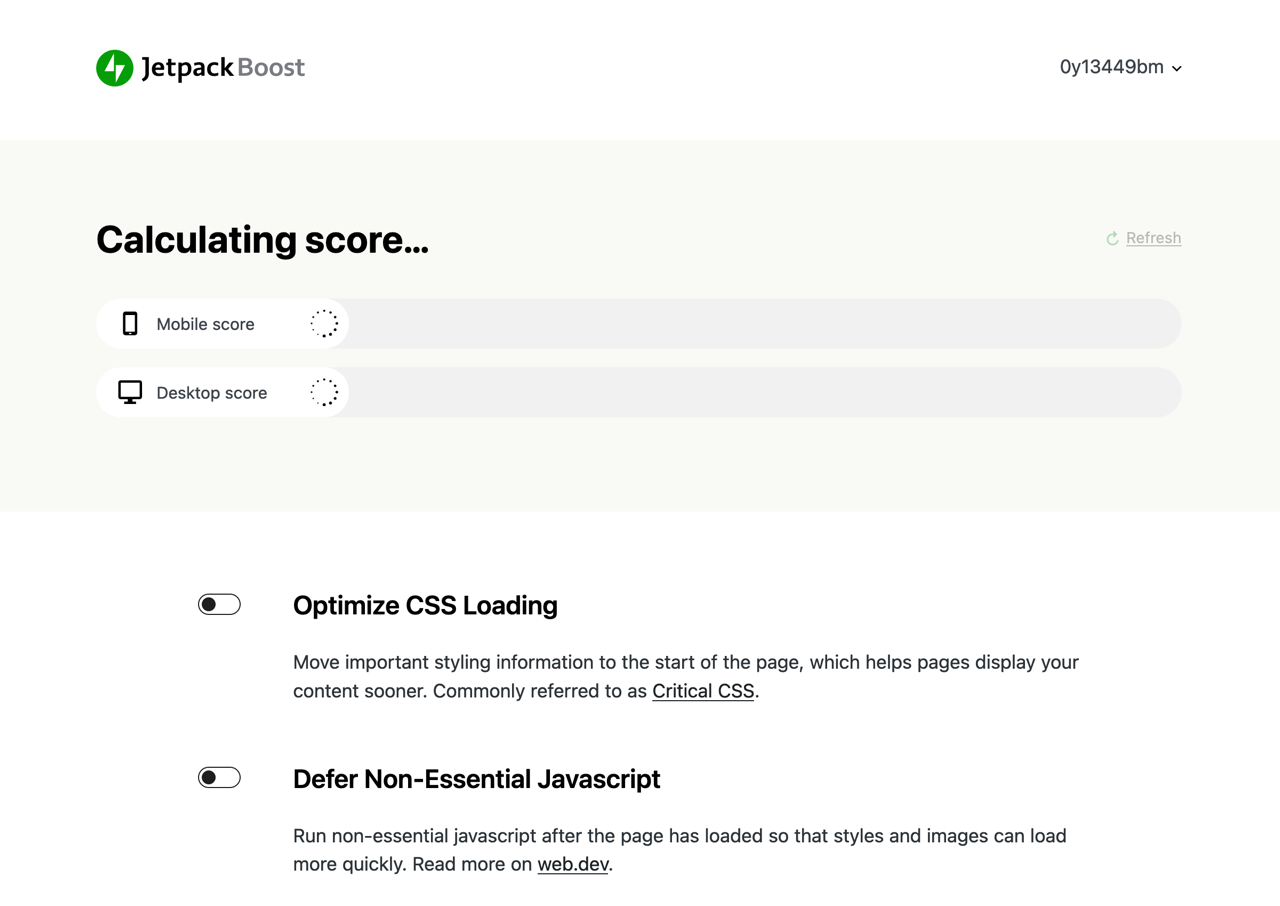 Jetpack Boost
0y13449bm
Calculating score...
Refresh
Mobile score
Desktop score
Optimize CSS Loading
Move important styling information to the start of the page, which helps pages display your
content sooner. Commonly referred to as Critical CSS.
Defer Non-Essential Javascript
Run non-essential javascript after the page has loaded so that styles and images can load
more quickly. Read more on web.dev.